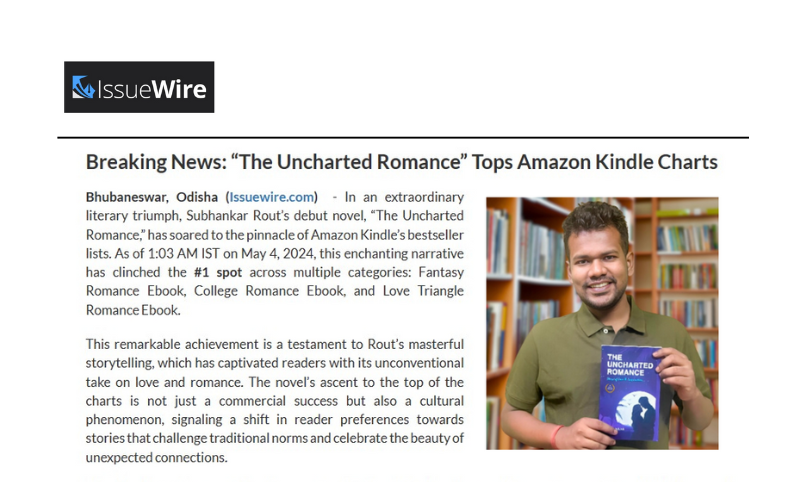 IssueWire
Breaking News: “The Uncharted Romance” Tops Amazon Kindle Charts
Bhubaneswar, Odisha (Issuewire.com) - In an extraordinary
literary triumph, Subhankar Rout’s debut novel, “The Uncharted
Romance,” has soared to the pinnacle of Amazon Kindle’s bestseller
lists. As of 1:03 AM IST on May 4, 2024, this enchanting narrative
has clinched the #1 spot across multiple categories: Fantasy
Romance Ebook, College Romance Ebook, and Love Triangle
Romance Ebook.
This remarkable achievement is a testament to Rout’s masterful
storytelling, which has captivated readers with its unconventional
take on love and romance. The novel’s ascent to the top of the
charts is not just a commercial success but also a cultural
phenomenon, signaling a shift in reader preferences towards
stories that challenge traditional norms and celebrate the beauty of
unexpected connections.
THE
UNCHARTED
ROMANCE